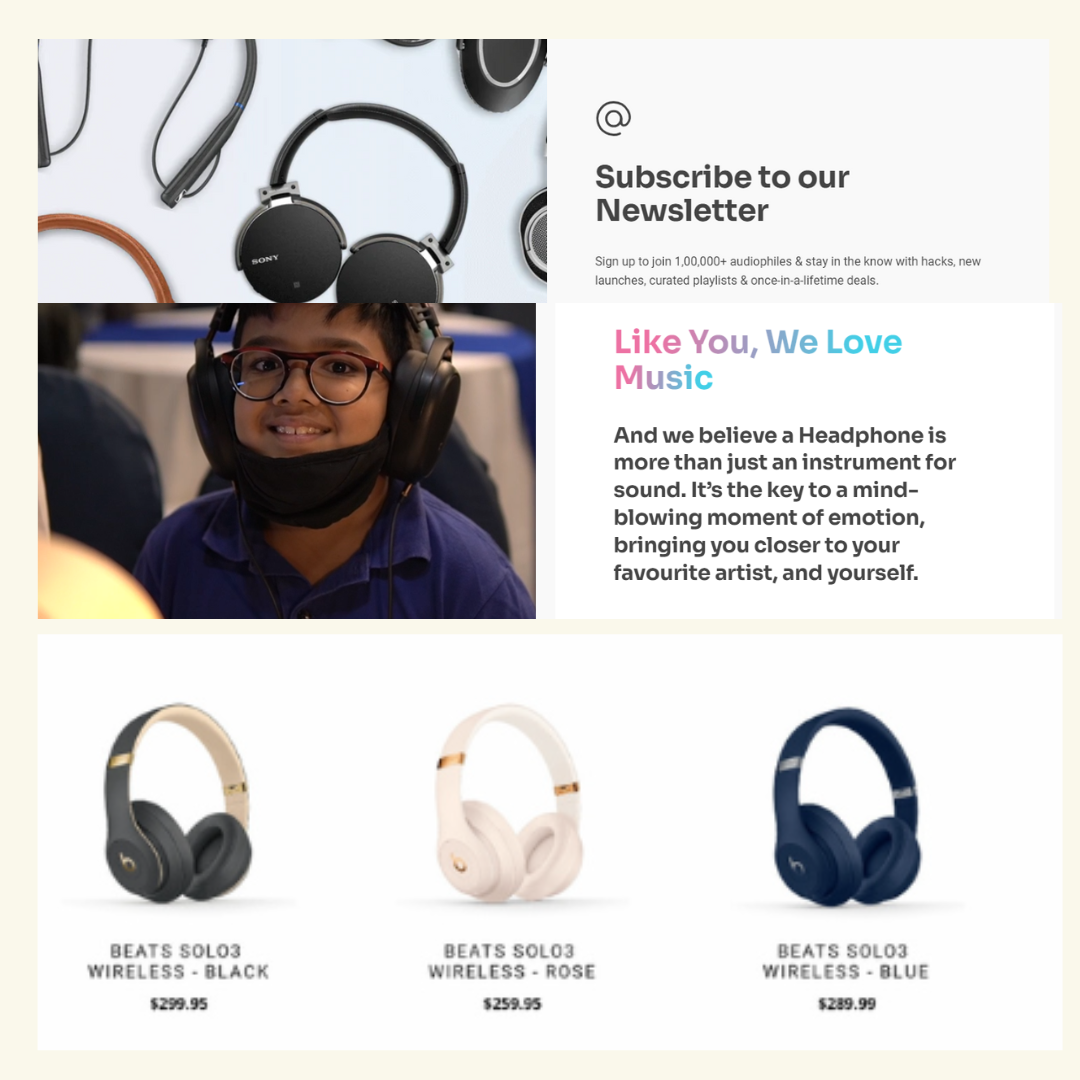 SONY
@
Subscribe to our
Newsletter
Sign up to join 1,00,000+ audiophiles & stay in the know with hacks, new
launches, curated playlists & once-in-a-lifetime deals.
Like You, We Love
Music
And we believe a Headphone is
more than just an instrument for
sound. It’s the key to a mind-
blowing moment of emotion,
bringing you closer to your
favourite artist, and yourself.
BEATS SOLO3
WIRELESS - BLACK
$299.95
BEATS SOLO3
WIRELESS - ROSE
$259.95
BEATS SOLO3
WIRELESS - BLUE
$289.99